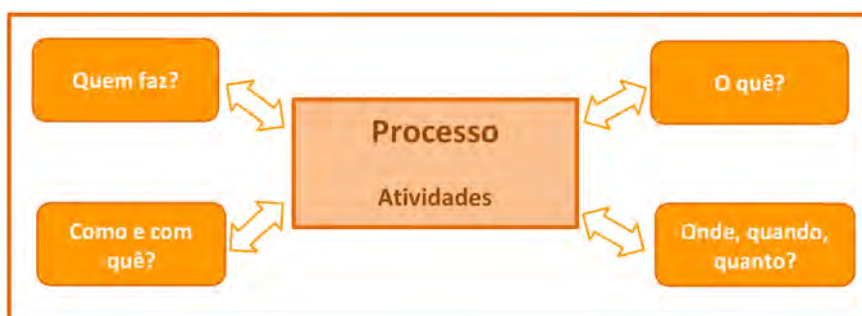 Quem faz?
O quê?
Processo
Atividades
Como e com
quê?
Onde, quando,
quanto?